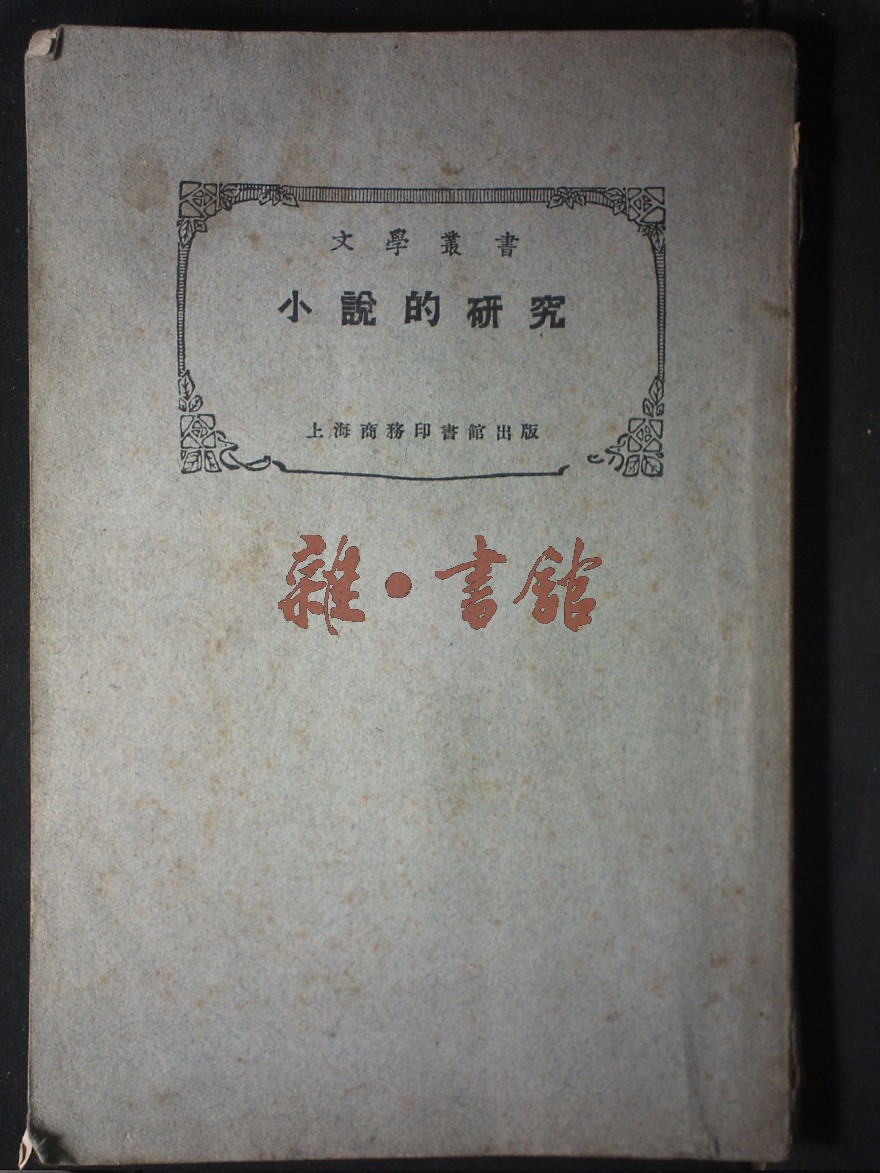 文學叢書
小說的研究
上海商務印書館出版
雜·書館